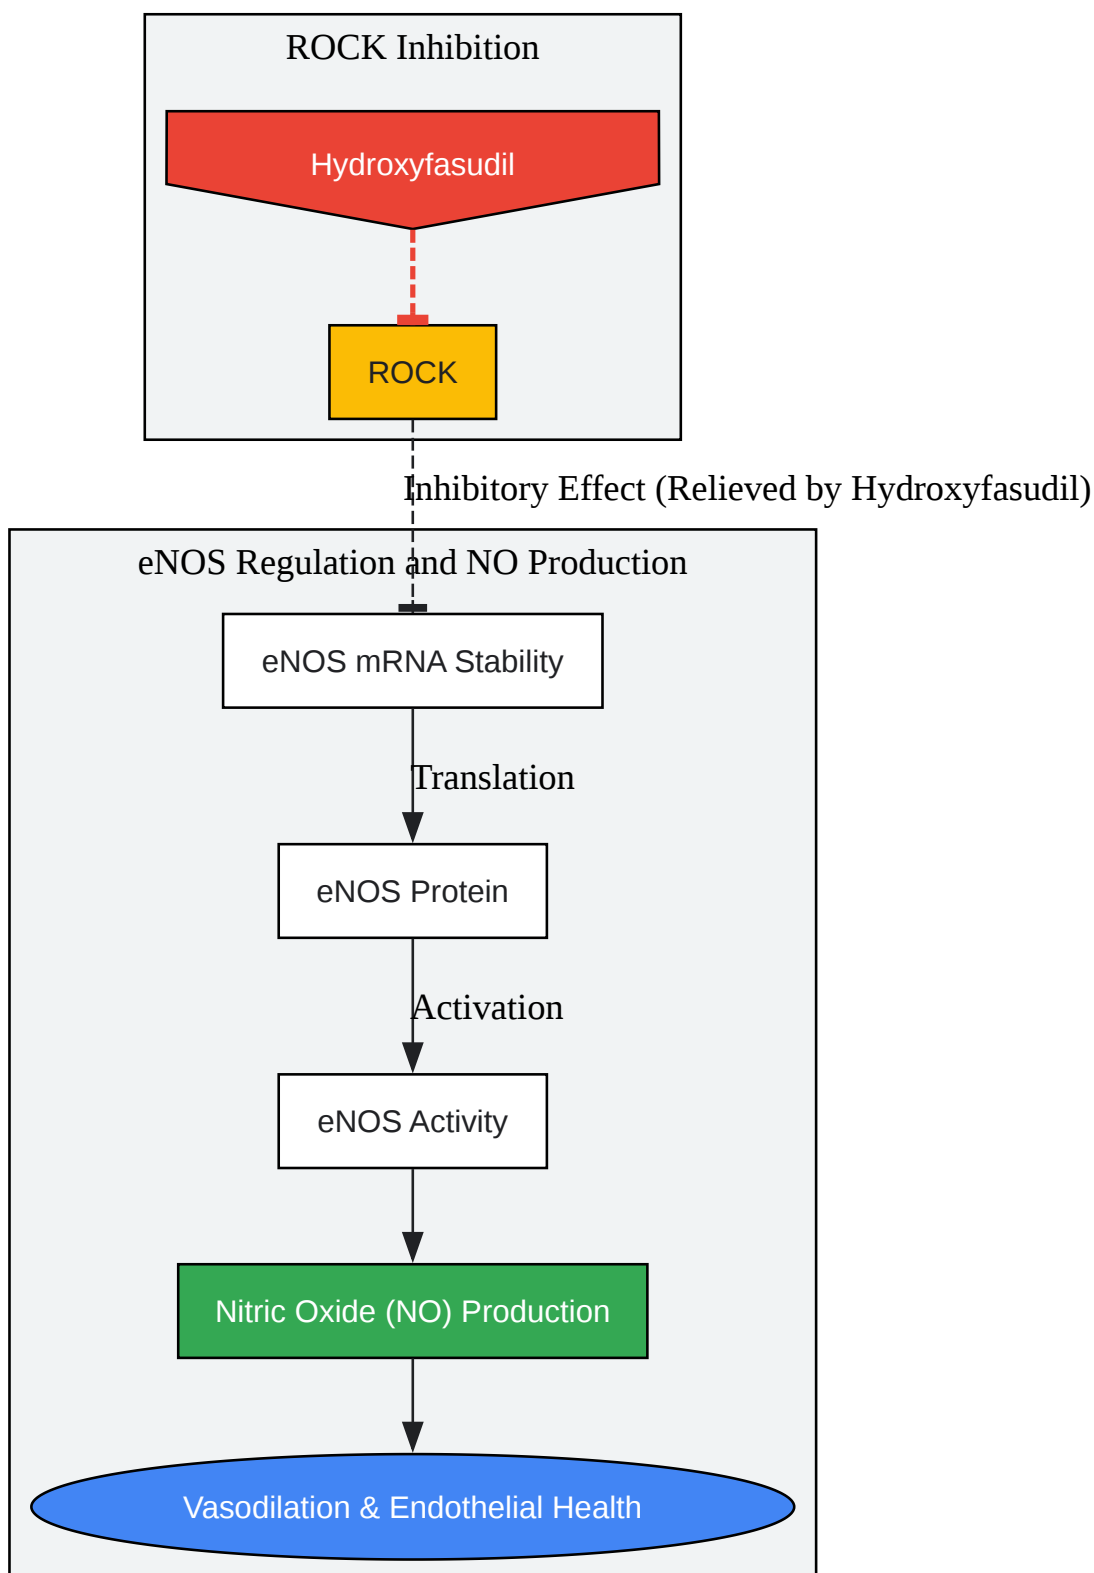 ROCK Inhibition
Hydroxyfasudil
ROCK
Inhibitory Effect (Relieved by Hydroxyfasudil)
eNOS Regulation and NO Production
eNOS mRNA Stability
Translation
eNOS Protein
Activation
eNOS Activity
Nitric Oxide (NO) Production
Vasodilation & Endothelial Health